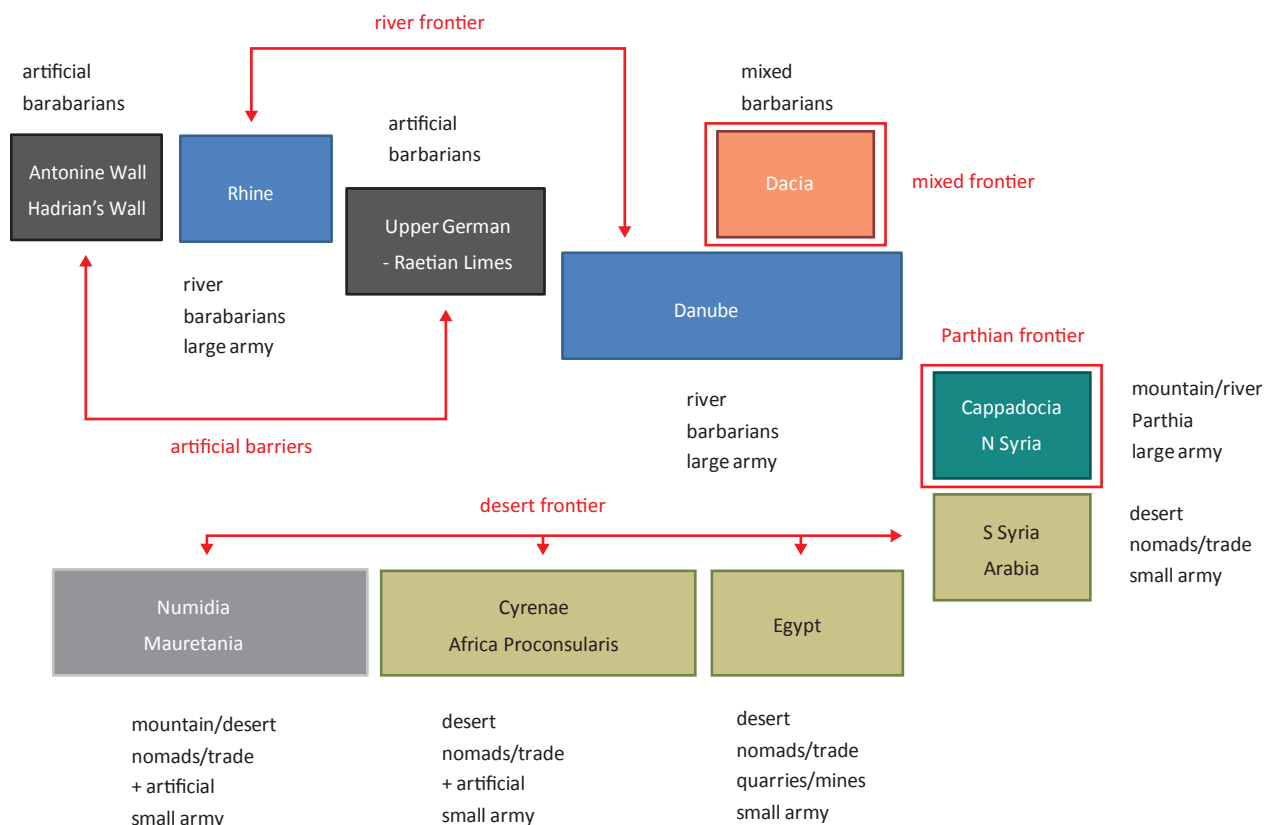 river frontier
artificial
barabarians
Antonine Wall
Hadrian's Wall
Rhine
river
barabarians
large army
artificial
barbarians
Upper German
- Raetian Limes
artificial barriers
mixed
barbarians
Dacia
mixed frontier
Danube
river
barbarians
large army
Parthian frontier
Cappadocia
N Syria
mountain/river
Parthia
large army
desert frontier
S Syria
Arabia
desert
nomads/trade
small army
Numidia
Mauretania
mountain/desert
nomads/trade
+ artificial
small army
Cyrenae
Africa Proconsularis
desert
nomads/trade
+ artificial
small army
Egypt
desert
nomads/trade
quarries/mines
small army